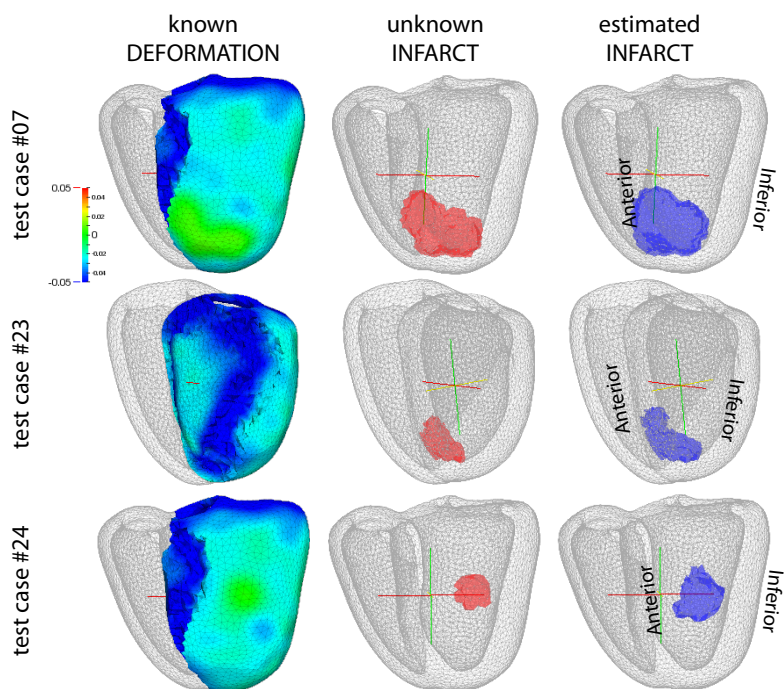 known
DEFORMATION
unknown
INFARCT
estimated
INFARCT
test case #07
0.05
0.04
0.02
0
0.02
0.04
-0.05
Anterior
Inferior
test case #23
Anterior
Inferior
test case #24
Anterior
Inferior